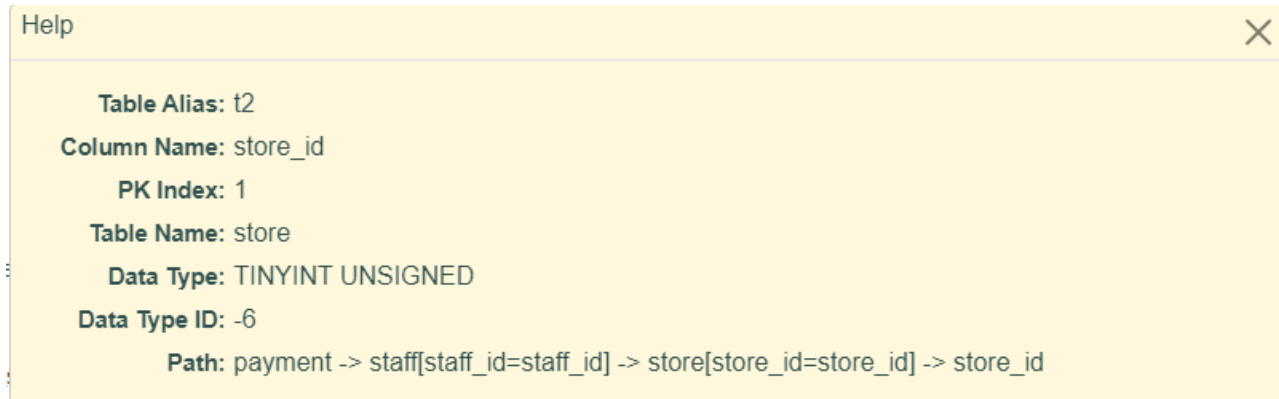 Help
Table Alias: t2
Column Name: store_id
PK Index: 1
Table Name: store
Data Type: TINYINT UNSIGNED
Data Type ID: -6
Path: payment -> staff[staff_id=staff_id] -> store[store_id=store_id] -> store_id